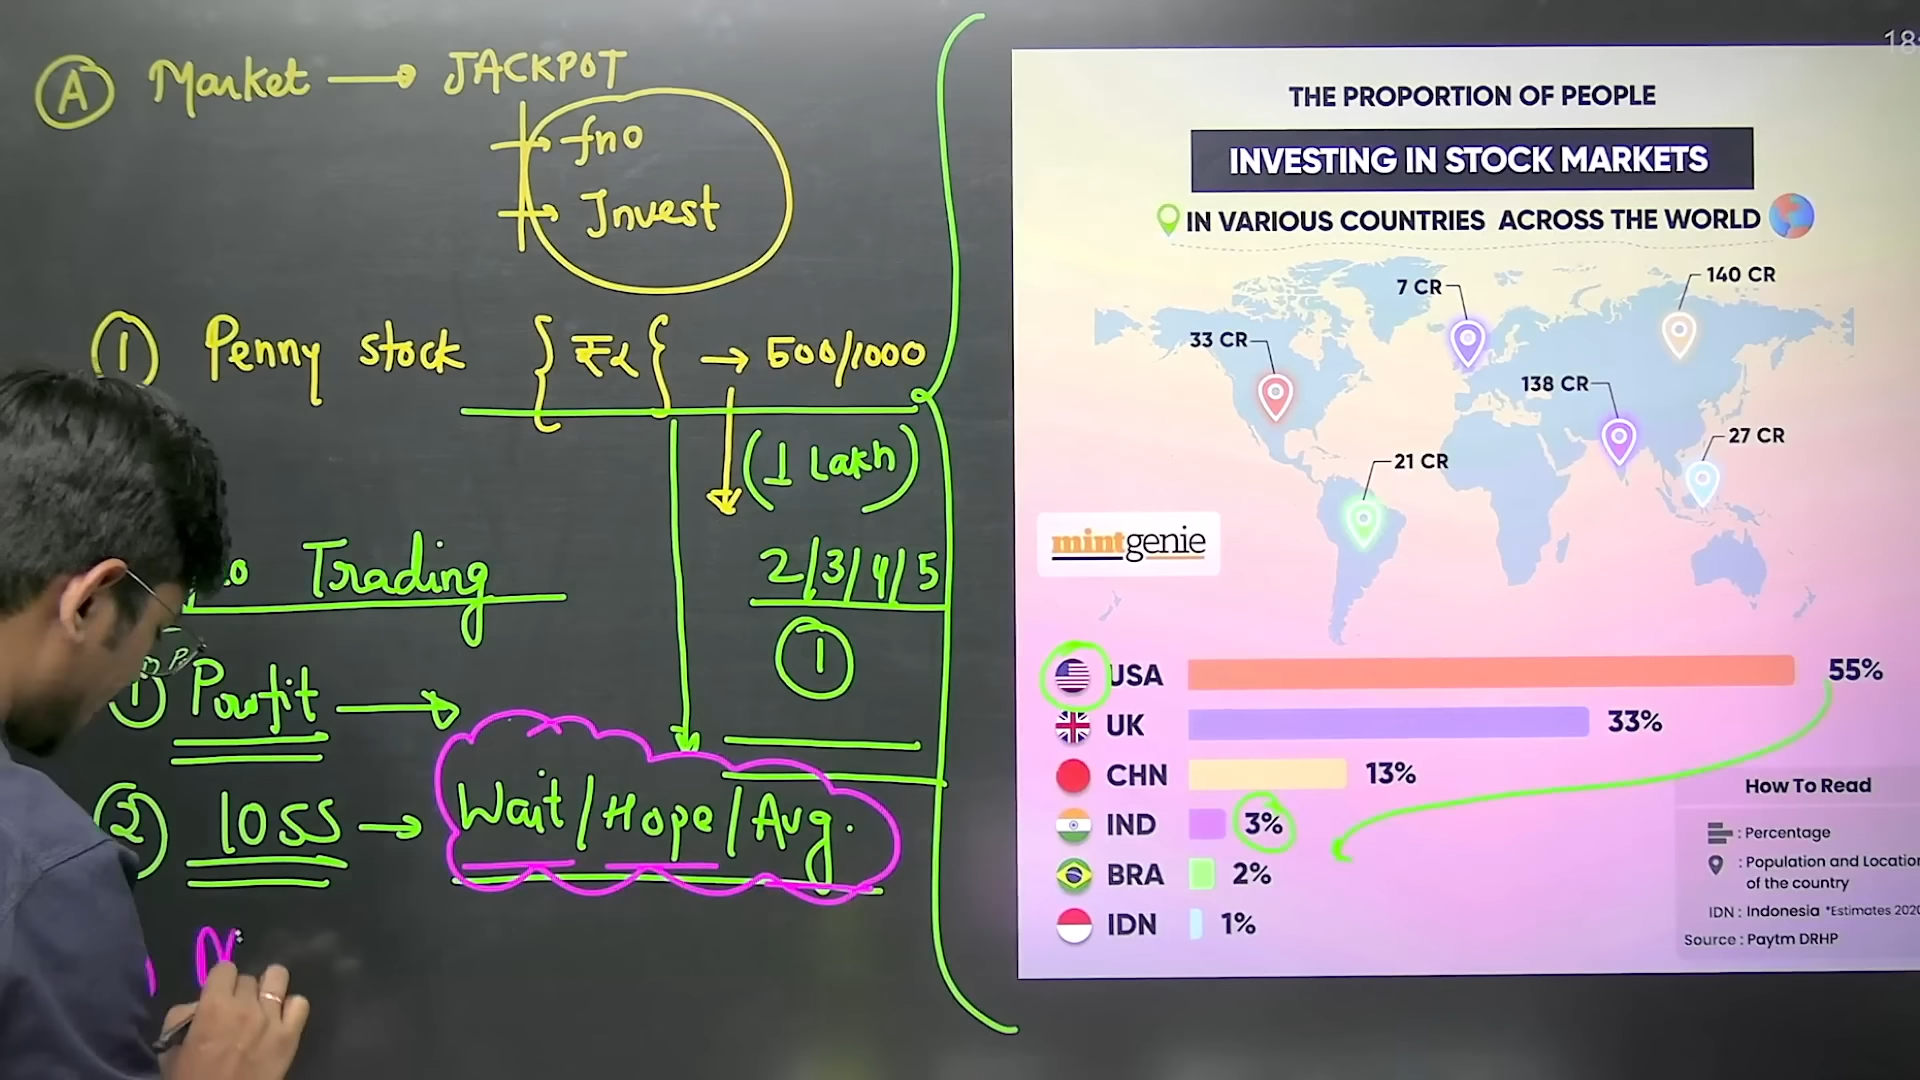 A Market → JACKPOT
fno
Invest
1 Penny stock { ₹2 { → 500/1000
(1 Lakh)
Trading
2/3/4/5
1
1) Profit →
2) loss → Wait/Hope/Avg.
N
18
THE PROPORTION OF PEOPLE
INVESTING IN STOCK MARKETS
IN VARIOUS COUNTRIES ACROSS THE WORLD
140 CR
7 CR
33 CR
138 CR
27 CR
21 CR
mintgenie
USA 55%
UK 33%
CHN 13%
IND 3%
BRA 2%
IDN 1%
How To Read
: Percentage
: Population and Location
of the country
IDN : Indonesia *Estimates 2020
Source : Paytm DRHP